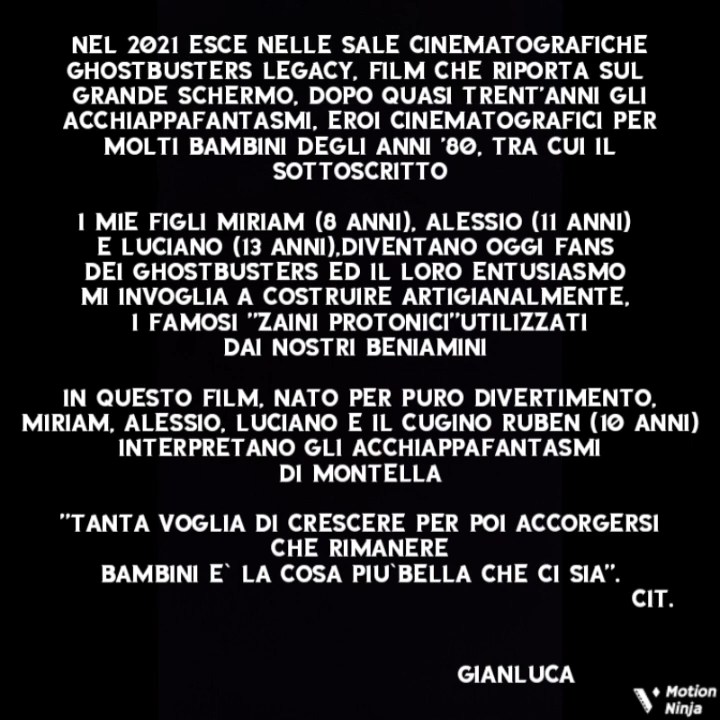 NEL 2021 ESCE NELLE SALE CINEMATOGRAFICHE
GHOSTBUSTERS LEGACY, FILM CHE RIPORTA SUL
GRANDE SCHERMO, DOPO QUASI TRENT'ANNI GLI
ACCHIAPPAFANTASMI, EROI CINEMATOGRAFICI PER
MOLTI BAMBINI DEGLI ANNI '80, TRA CUI IL
SOTTOSCRITTO
I MIE FIGLI MIRIAM (8 ANNI), ALESSIO (11 ANNI)
E LUCIANO (13 ANNI),DIVENTANO OGGI FANS
DEI GHOSTBUSTERS ED IL LORO ENTUSIASMO
MI INVOGLIA A COSTRUIRE ARTIGIANALMENTE,
I FAMOSI "ZAINI PROTONICI"UTILIZZATI
DAI NOSTRI BENIAMINI
IN QUESTO FILM, NATO PER PURO DIVERTIMENTO,
MIRIAM, ALESSIO, LUCIANO E IL CUGINO RUBEN (10 ANNI)
INTERPRETANO GLI ACCHIAPPAFANTASMI
DI MONTELLA
"TANTA VOGLIA DI CRESCERE PER POI ACCORGERSI
CHE RIMANERE
BAMBINI E` LA COSA PIU`BELLA CHE CI SIA".
CIT.
GIANLUCA
Motion
Ninja